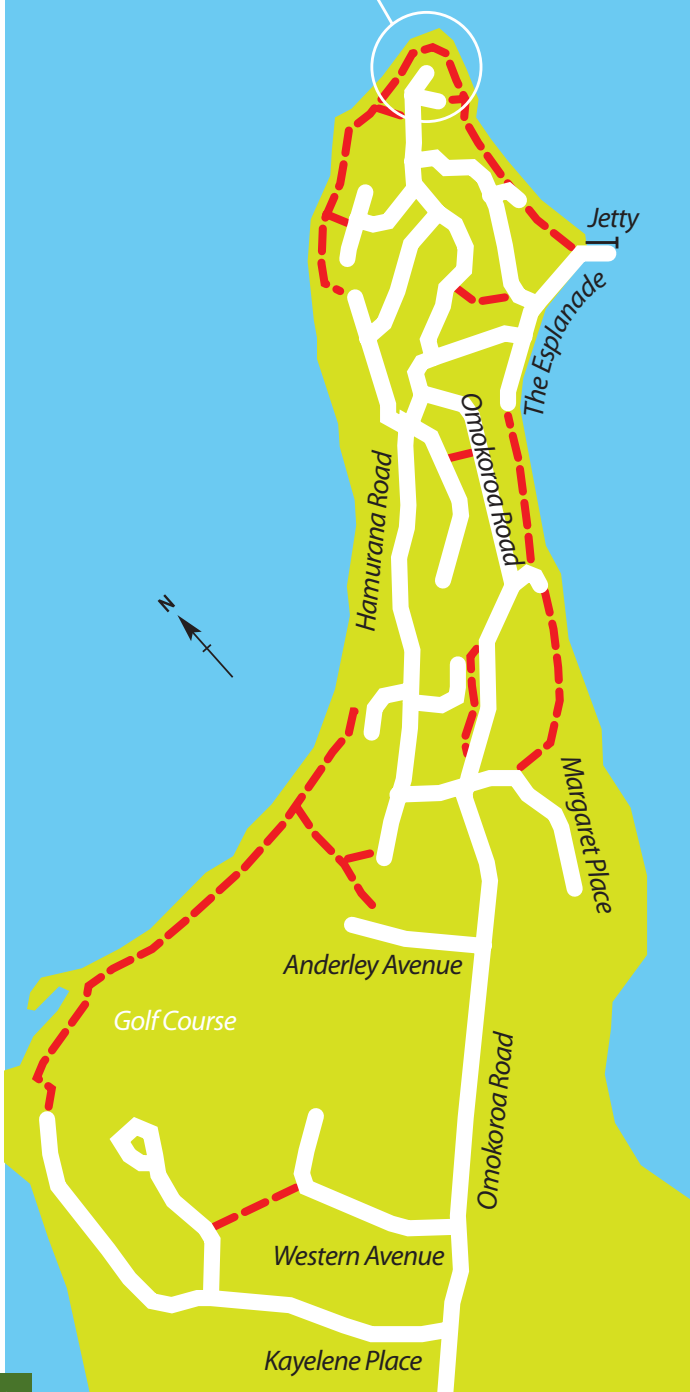 Jetty
The Esplanade
Omokoroa Road
Hamurana Road
N
Margaret Place
Anderley Avenue
Golf Course
Omokoroa Road
Western Avenue
Kayelene Place